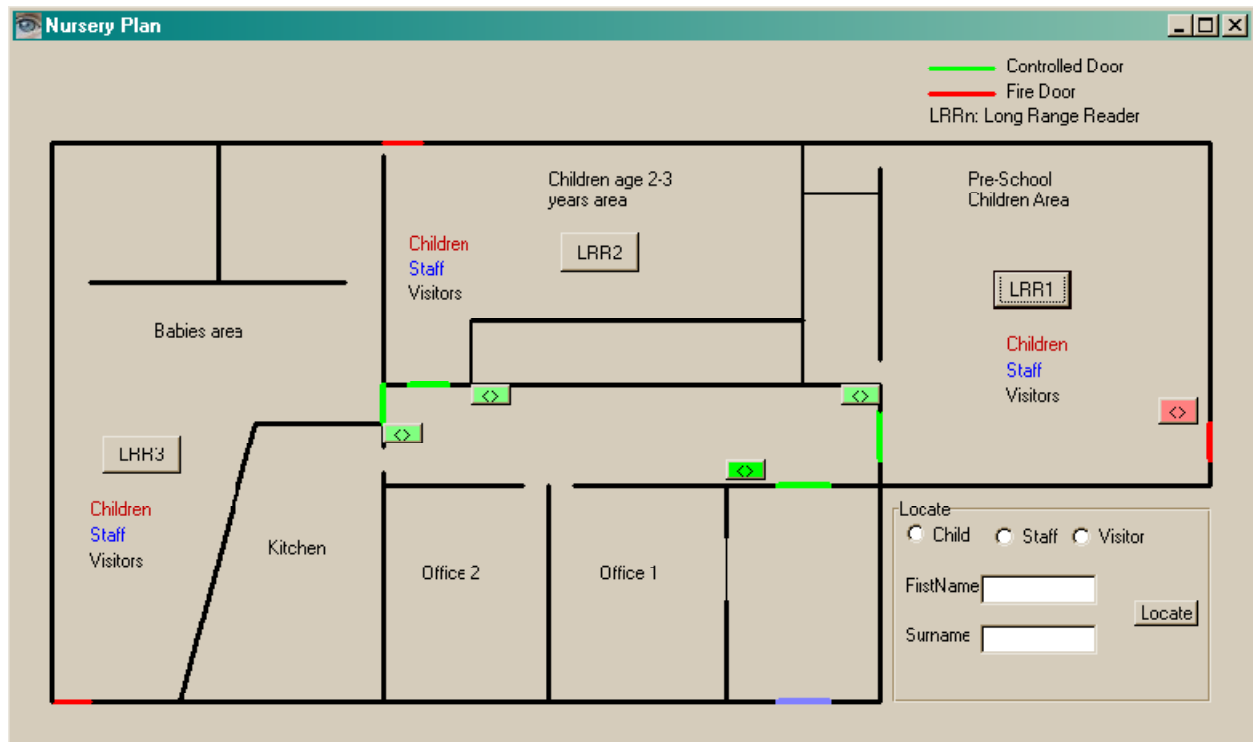 Nursery Plan
Controlled Door
Fire Door
LRRn: Long Range Reader
Children age 2-3
years area
Pre-School
Children Area
Children
Staff
Visitors
LRR2
LRR1
Babies area
Children
Staff
Visitors
<>
<>
<>
<>
<>
LRR3
Children
Staff
Visitors
Kitchen
Office 2
Office 1
Locate
Child Staff Visitor
FirstName
Locate
Surname